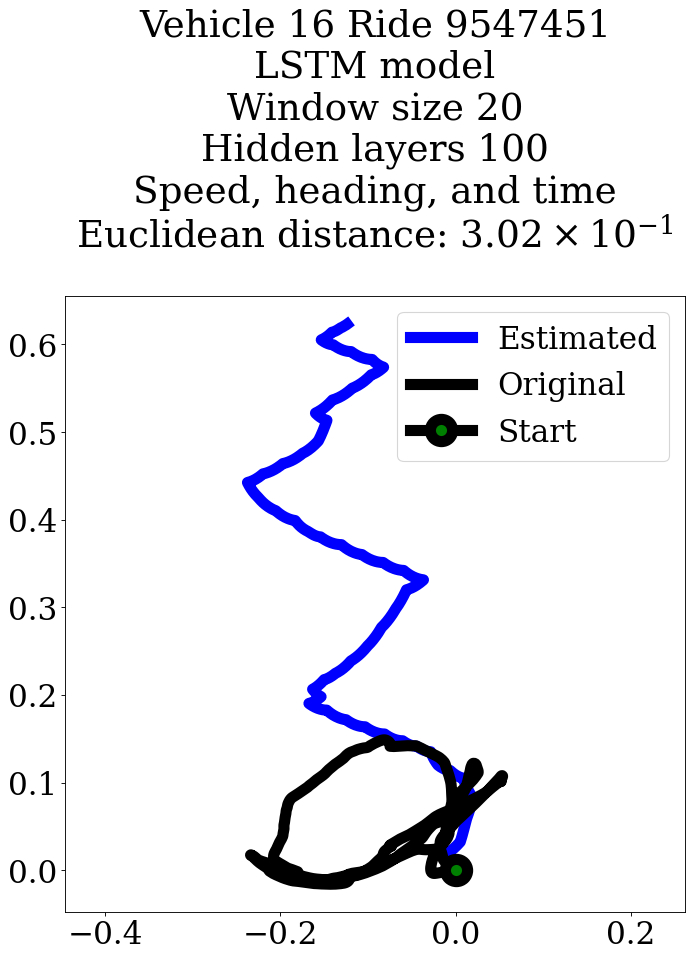 Vehicle 16 Ride 9547451
LSTM model
Window size 20
Hidden layers 100
Speed, heading, and time
Euclidean distance: 3.02 × 10⁻¹
Estimated
Original
Start
0.6
0.5
0.4
0.3
0.2
0.1
0.0
−0.4 −0.2 0.0 0.2